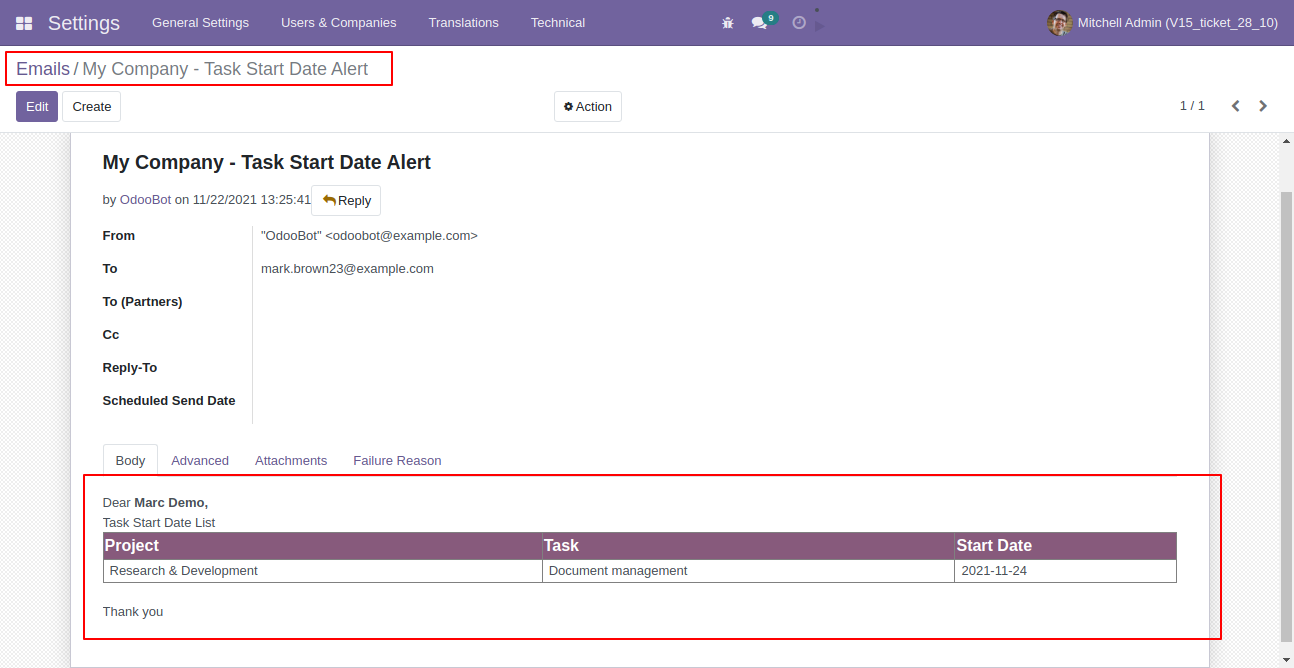 Settings General Settings Users & Companies Translations Technical 9 Mitchell Admin (V15_ticket_28_10)
Emails / My Company - Task Start Date Alert
Edit Create Action 1 / 1
My Company - Task Start Date Alert
by OdooBot on 11/22/2021 13:25:41 Reply
From "OdooBot" <odoobot@example.com>
To mark.brown23@example.com
To (Partners)
Cc
Reply-To
Scheduled Send Date
Body Advanced Attachments Failure Reason
Dear Marc Demo,
Task Start Date List
Project Task Start Date
Research & Development Document management 2021-11-24
Thank you